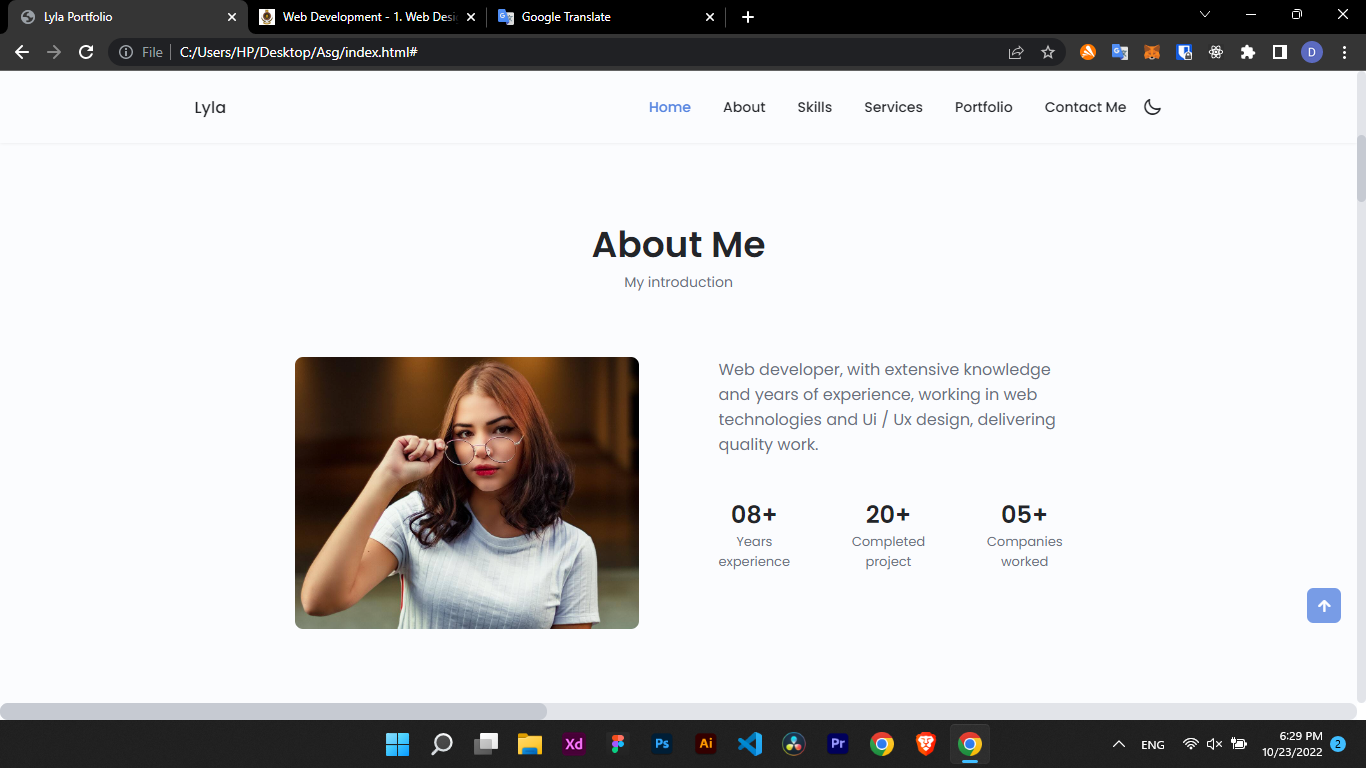 Lyla Portfolio
Web Development - 1. Web Desi
Google Translate
File
C:/Users/HP/Desktop/Asg/index.html#
D
Lyla
Home About Skills Services Portfolio Contact Me
About Me
My introduction
Web developer, with extensive knowledge
and years of experience, working in web
technologies and Ui / Ux design, delivering
quality work.
08+ 20+ 05+
Years Completed Companies
experience project worked
Xd Ps Ai Pr
ENG
6:29 PM
10/23/2022
2